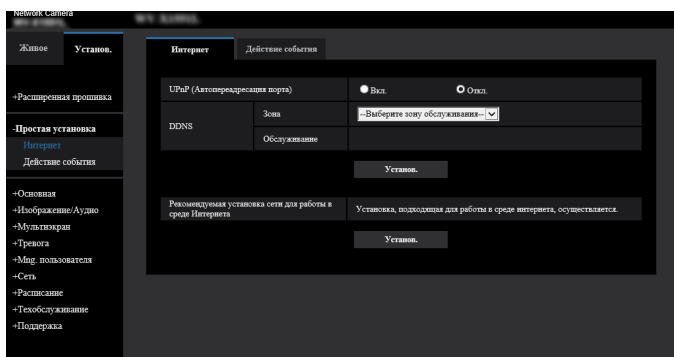 Network Camera
Живое
Установ.
+Расширенная прошивка
-Простая установка
Интернет
Действие события
+Основная
+Изображение/Аудио
+Мультиэкран
+Тревога
+Mng. пользователя
+Сеть
+Расписание
+Техобслуживание
+Поддержка
Интернет
Действие события
UPnP (Автопереадресация порта)
Вкл.
Откл.
DDNS
Зона
--Выберите зону обслуживания--
Обслуживание
Установ.
Рекомендуемая установка сети для работы в
среде Интернета
Установка, подходящая для работы в среде интернета, осуществляется.
Установ.